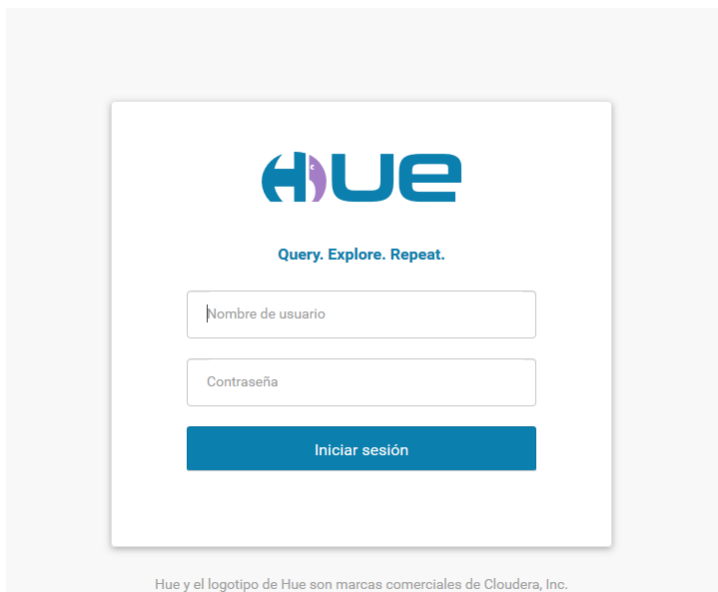 HUE
Query. Explore. Repeat.
Nombre de usuario
Contraseña
Iniciar sesión
Hue y el logotipo de Hue son marcas comerciales de Cloudera, Inc.